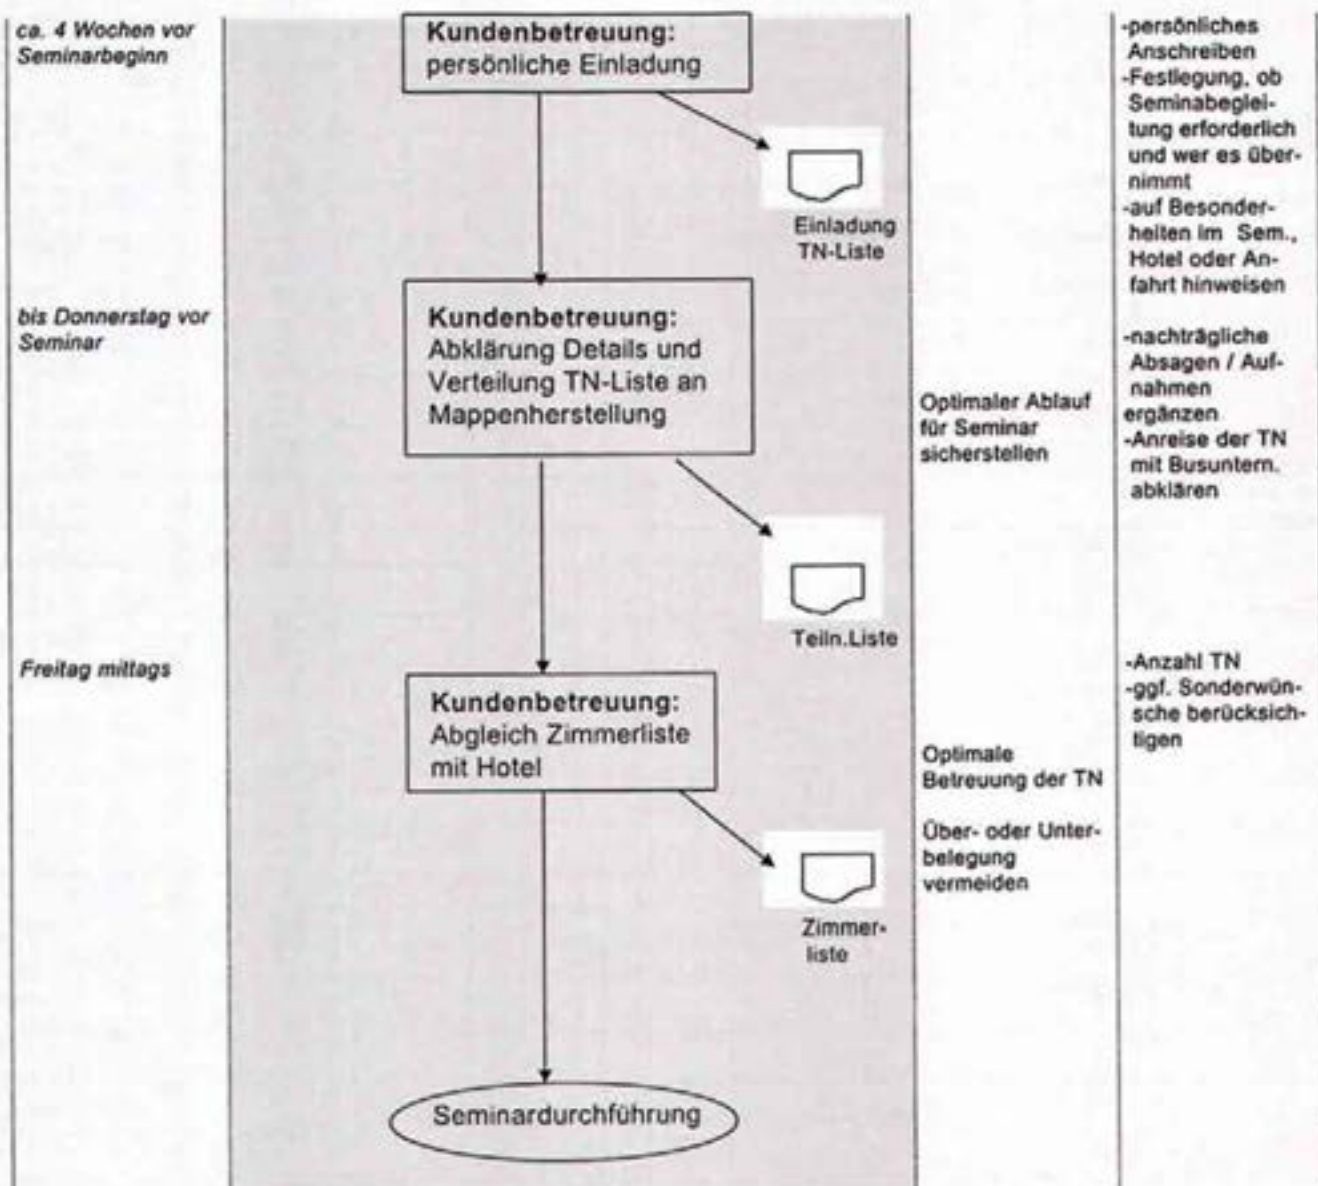 ca. 4 Wochen vor
Seminarbeginn
Kundenbetreuung:
persönliche Einladung
Einladung
TN-Liste
-persönliches
Anschreiben
-Festlegung, ob
Seminabeglei-
tung erforderlich
und wer es über-
nimmt
-auf Besonder-
heiten im Sem.,
Hotel oder An-
fahrt hinweisen
bis Donnerstag vor
Seminar
Kundenbetreuung:
Abklärung Details und
Verteilung TN-Liste an
Mappenherstellung
Teiln.Liste
Optimaler Ablauf
für Seminar
sicherstellen
-nachträgliche
Absagen / Auf-
nahmen
ergänzen
-Anreise der TN
mit Busuntern.
abklären
Freitag mittags
Kundenbetreuung:
Abgleich Zimmerliste
mit Hotel
Zimmer-
liste
Optimale
Betreuung der TN
Über- oder Unter-
belegung
vermeiden
-Anzahl TN
-ggf. Sonderwün-
sche berücksich-
tigen
Seminardurchführung